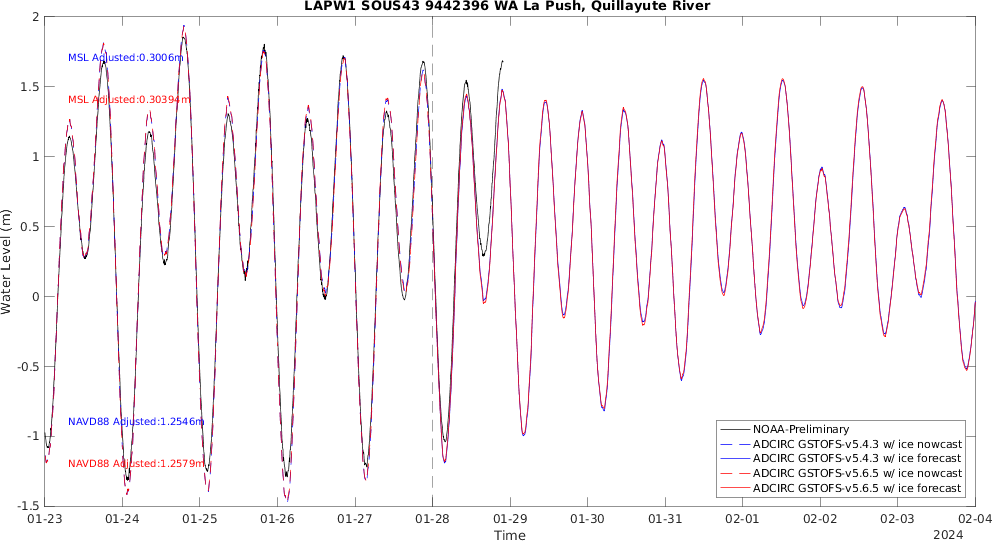 LAPW1 SOUS43 9442396 WA La Push, Quillayute River
Water Level (m)
2
1.5
1
0.5
0
-0.5
-1
-1.5
MSL Adjusted:0.3006m
MSL Adjusted:0.30394m
NAVD88 Adjusted:1.2546m
NAVD88 Adjusted:1.2579m
NOAA-Preliminary
ADCIRC GSTOFS-v5.4.3 w/ ice nowcast
ADCIRC GSTOFS-v5.4.3 w/ ice forecast
ADCIRC GSTOFS-v5.6.5 w/ ice nowcast
ADCIRC GSTOFS-v5.6.5 w/ ice forecast
01-23 01-24 01-25 01-26 01-27 01-28 01-29 01-30 01-31 02-01 02-02 02-03 02-04
Time
2024